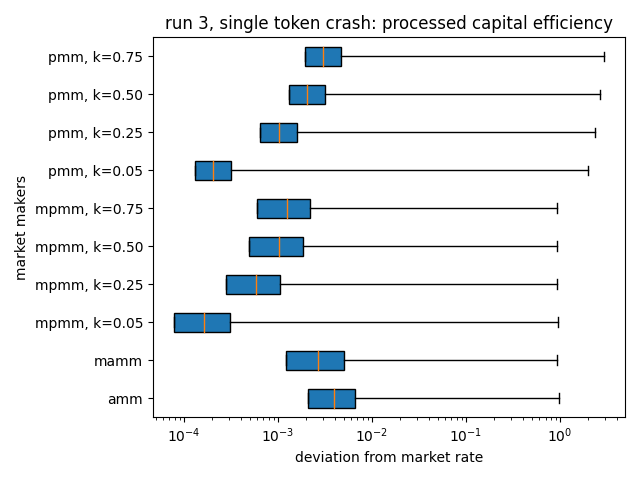 run 3, single token crash: processed capital efficiency
market makers
pmm, k=0.75
pmm, k=0.50
pmm, k=0.25
pmm, k=0.05
mpmm, k=0.75
mpmm, k=0.50
mpmm, k=0.25
mpmm, k=0.05
mamm
amm
10⁻⁴ 10⁻³ 10⁻² 10⁻¹ 10⁰
deviation from market rate